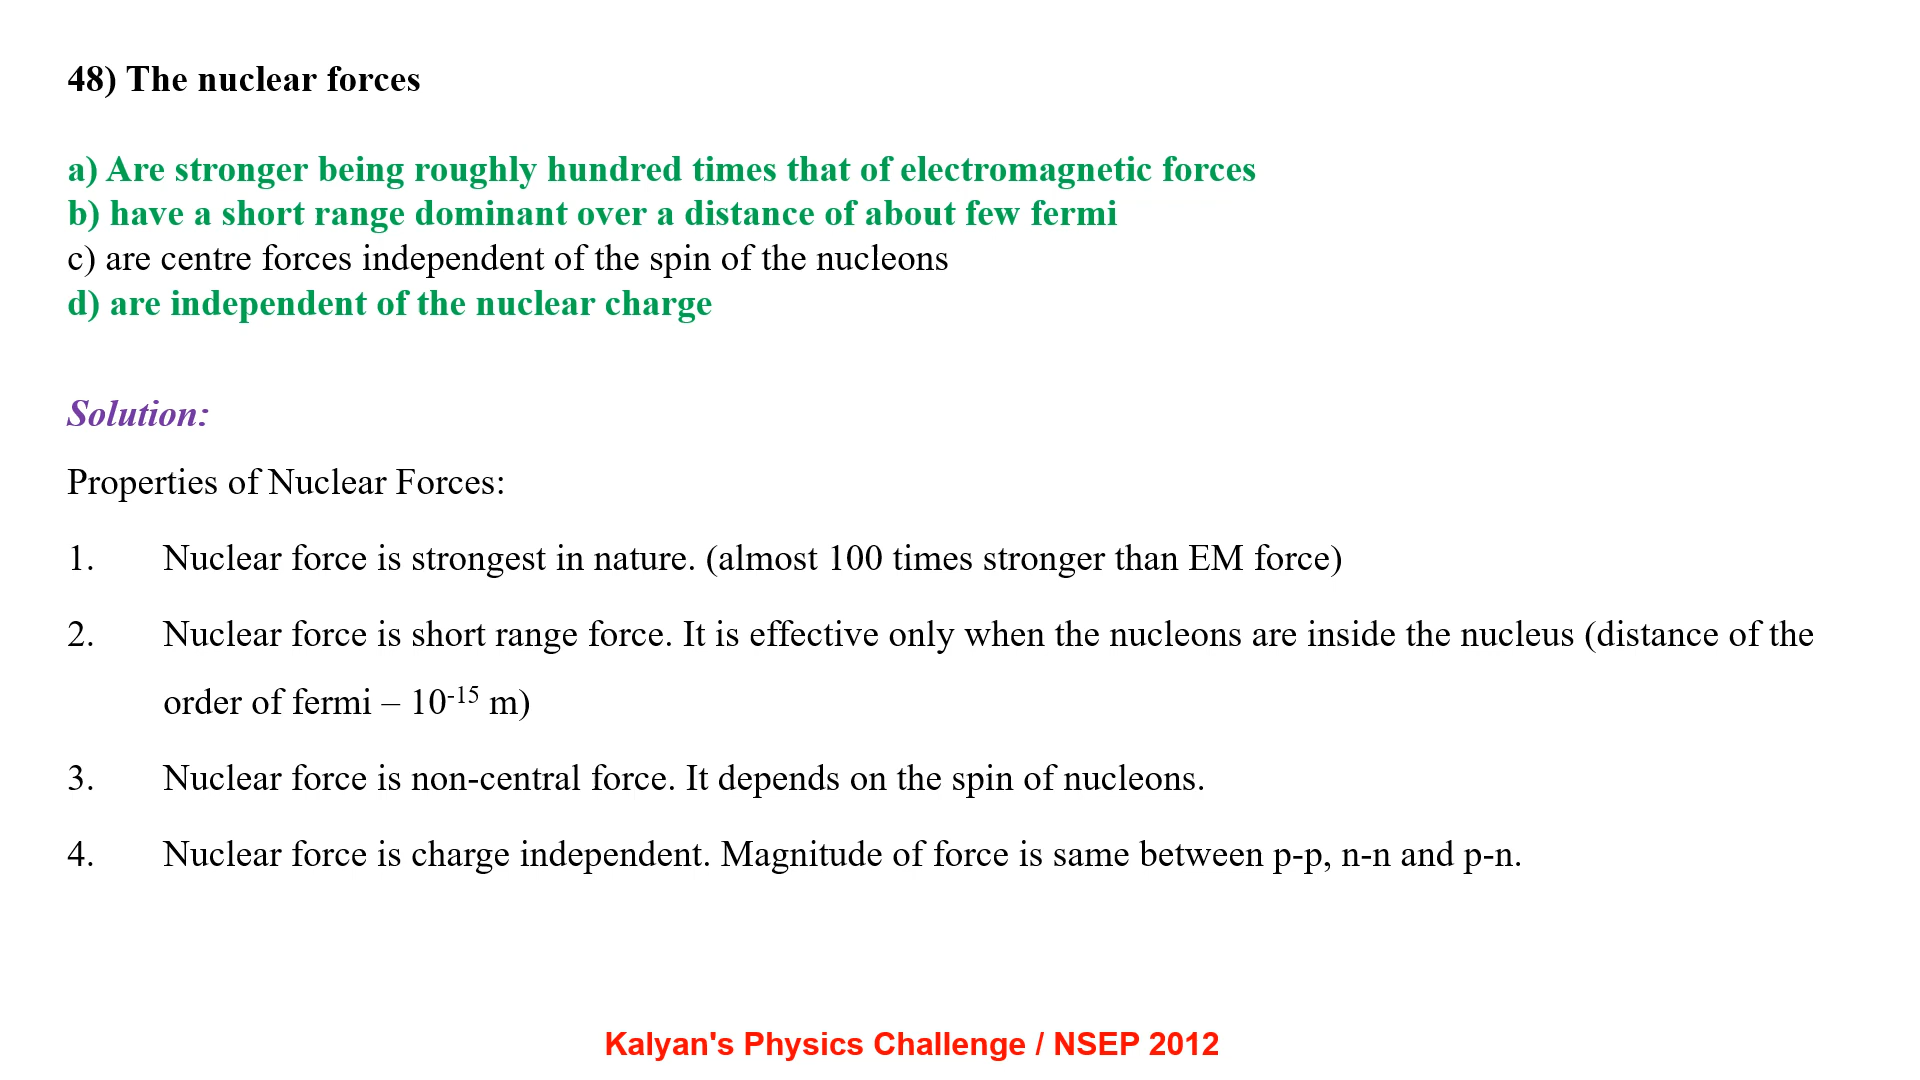 48) The nuclear forces
a) Are stronger being roughly hundred times that of electromagnetic forces
b) have a short range dominant over a distance of about few fermi
c) are centre forces independent of the spin of the nucleons
d) are independent of the nuclear charge
Solution:
Properties of Nuclear Forces:
1. Nuclear force is strongest in nature. (almost 100 times stronger than EM force)
2. Nuclear force is short range force. It is effective only when the nucleons are inside the nucleus (distance of the
order of fermi – 10⁻¹⁵ m)
3. Nuclear force is non-central force. It depends on the spin of nucleons.
4. Nuclear force is charge independent. Magnitude of force is same between p-p, n-n and p-n.
Kalyan's Physics Challenge / NSEP 2012